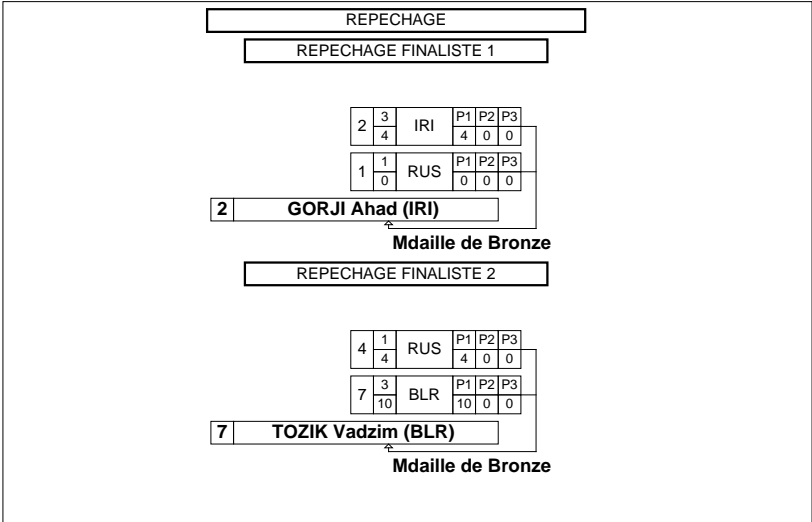 REPECHAGE
REPECHAGE FINALISTE 1
2 3 IRI P1 P2 P3
4 4 0 0
1 1 RUS P1 P2 P3
0 0 0 0
2 GORJI Ahad (IRI)
Mdaille de Bronze
REPECHAGE FINALISTE 2
4 1 RUS P1 P2 P3
4 4 0 0
7 3 BLR P1 P2 P3
10 10 0 0
7 TOZIK Vadzim (BLR)
Mdaille de Bronze